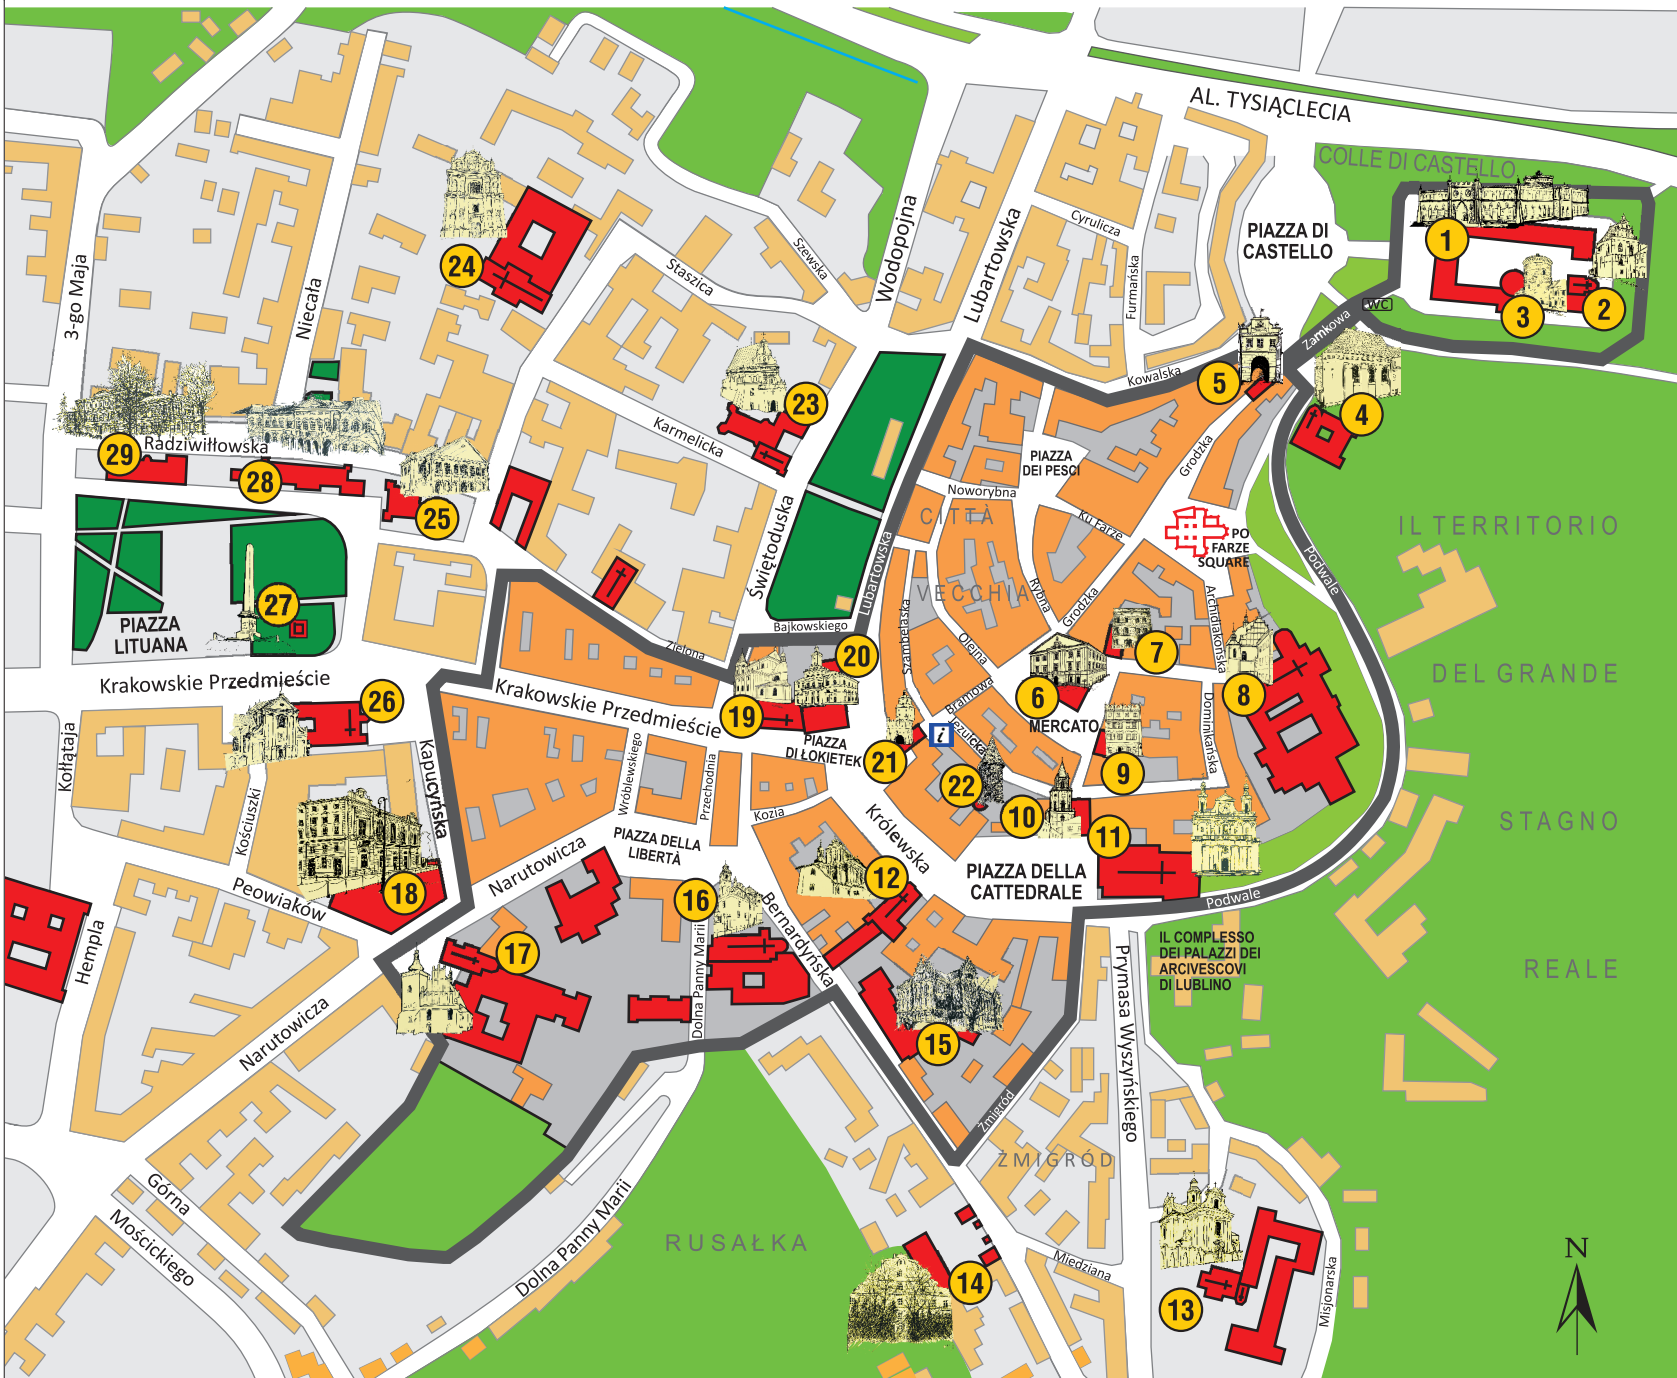 AL. TYSIĄCLECIA
COLLE DI CASTELLO
PIAZZA DI
CASTELLO
1
2
3
WC
Zamkowa
4
5
Kowalska
Cyrulicza
Furmańska
Lubartowska
Wodopojna
Szewska
Staszica
24
3-go Maja
Niecała
23
Karmelicka
Świętoduska
Radziwiłłowska
29
28
25
27
PIAZZA
LITUANA
Krakowskie Przedmieście
26
Lubartowska
Bajkowskiego
Zielona
20
19
Krakowskie Przedmieście
PIAZZA
DI ŁOKIETEK
21
i
22
PIAZZA
DEI PESCI
Noworybna
CITTÀ
VECCHIA
Grodzka
Ku Farze
PO
FARZE
SQUARE
Rybna
Grodzka
Archidiakońska
Szambelańska
Olejna
Bramowa
Jezuicka
6
MERCATO
7
8
9
Dominikańska
10
11
Podwale
IL TERRITORIO
DEL GRANDE
STAGNO
REALE
Kołłątaja
Kościuszki
Kapucyńska
Peowiaków
18
Wróblewskiego
Przechodnia
Kozia
Królewska
PIAZZA DELLA
LIBERTÀ
Narutowicza
PIAZZA DELLA
CATTEDRALE
12
16
Bernardyńska
Podwale
17
Dolna Panny Marii
15
Hempla
Narutowicza
Prymasa Wyszyńskiego
IL COMPLESSO
DEI PALAZZI DEI
ARCIVESCOVI
DI LUBLINO
Żmigród
ŻMIGRÓD
Górna
Mościckiego
Dolna Panny Marii
RUSAŁKA
14
Miedziana
13
Misjonarska
N